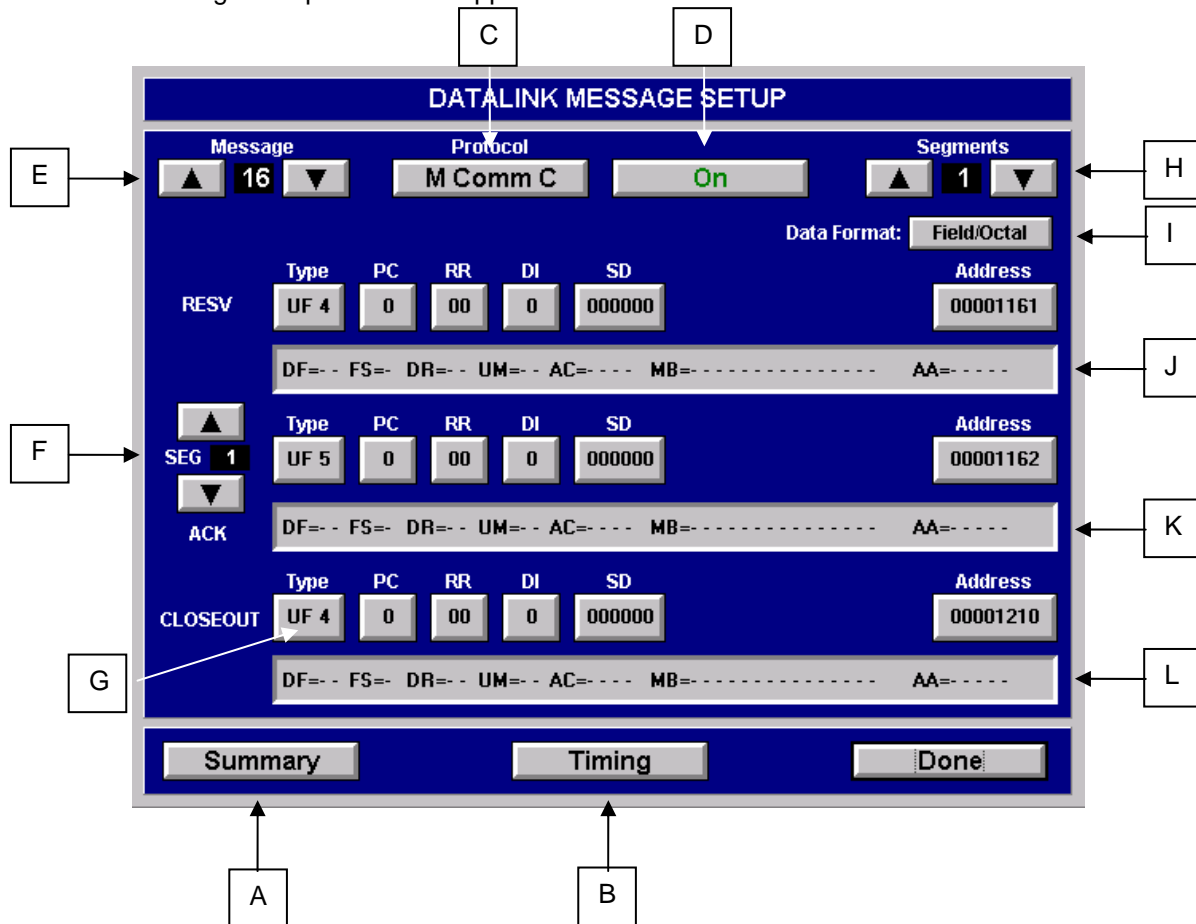 C D
DATALINK MESSAGE SETUP
Message Protocol Segments
E ▲ 16 ▼ M Comm C On ▲ 1 ▼ H
Data Format: Field/Octal I
Type PC RR DI SD Address
RESV UF 4 0 00 0 000000 00001161
DF=- - FS=- DR=- - UM=- - AC=- - - - MB=- - - - - - - - - - - - - - - AA=- - - - - J
▲ Type PC RR DI SD Address
F SEG 1 UF 5 0 00 0 000000 00001162
▼
ACK DF=- - FS=- DR=- - UM=- - AC=- - - - MB=- - - - - - - - - - - - - - - AA=- - - - - K
Type PC RR DI SD Address
CLOSEOUT UF 4 0 00 0 000000 00001210
G DF=- - FS=- DR=- - UM=- - AC=- - - - MB=- - - - - - - - - - - - - - - AA=- - - - - L
Summary Timing Done
A B